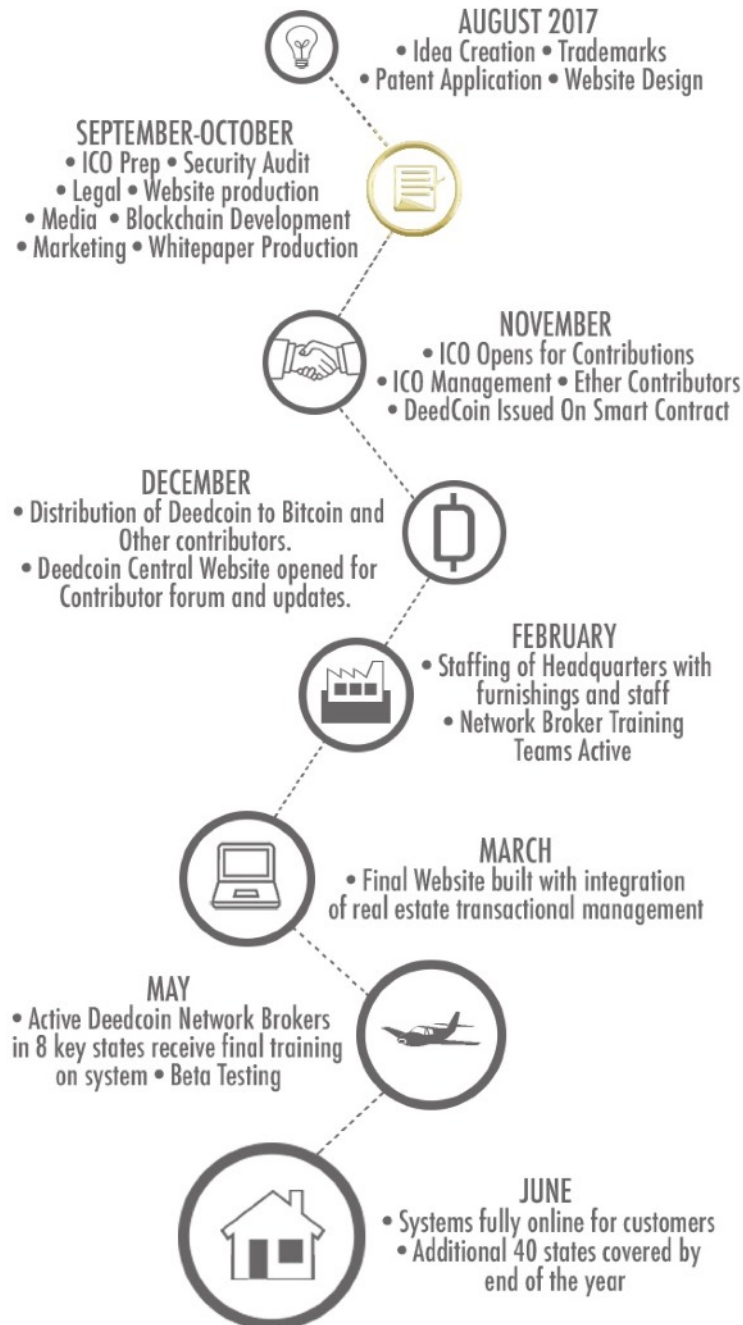 AUGUST 2017
• Idea Creation • Trademarks
• Patent Application • Website Design
SEPTEMBER-OCTOBER
• ICO Prep • Security Audit
• Legal • Website production
• Media • Blockchain Development
• Marketing • Whitepaper Production
NOVEMBER
• ICO Opens for Contributions
• ICO Management • Ether Contributors
• DeedCoin Issued On Smart Contract
DECEMBER
• Distribution of Deedcoin to Bitcoin and
Other contributors.
• Deedcoin Central Website opened for
Contributor forum and updates.
FEBRUARY
• Staffing of Headquarters with
furnishings and staff
• Network Broker Training
Teams Active
MARCH
• Final Website built with integration
of real estate transactional management
MAY
• Active Deedcoin Network Brokers
in 8 key states receive final training
on system • Beta Testing
JUNE
• Systems fully online for customers
• Additional 40 states covered by
end of the year